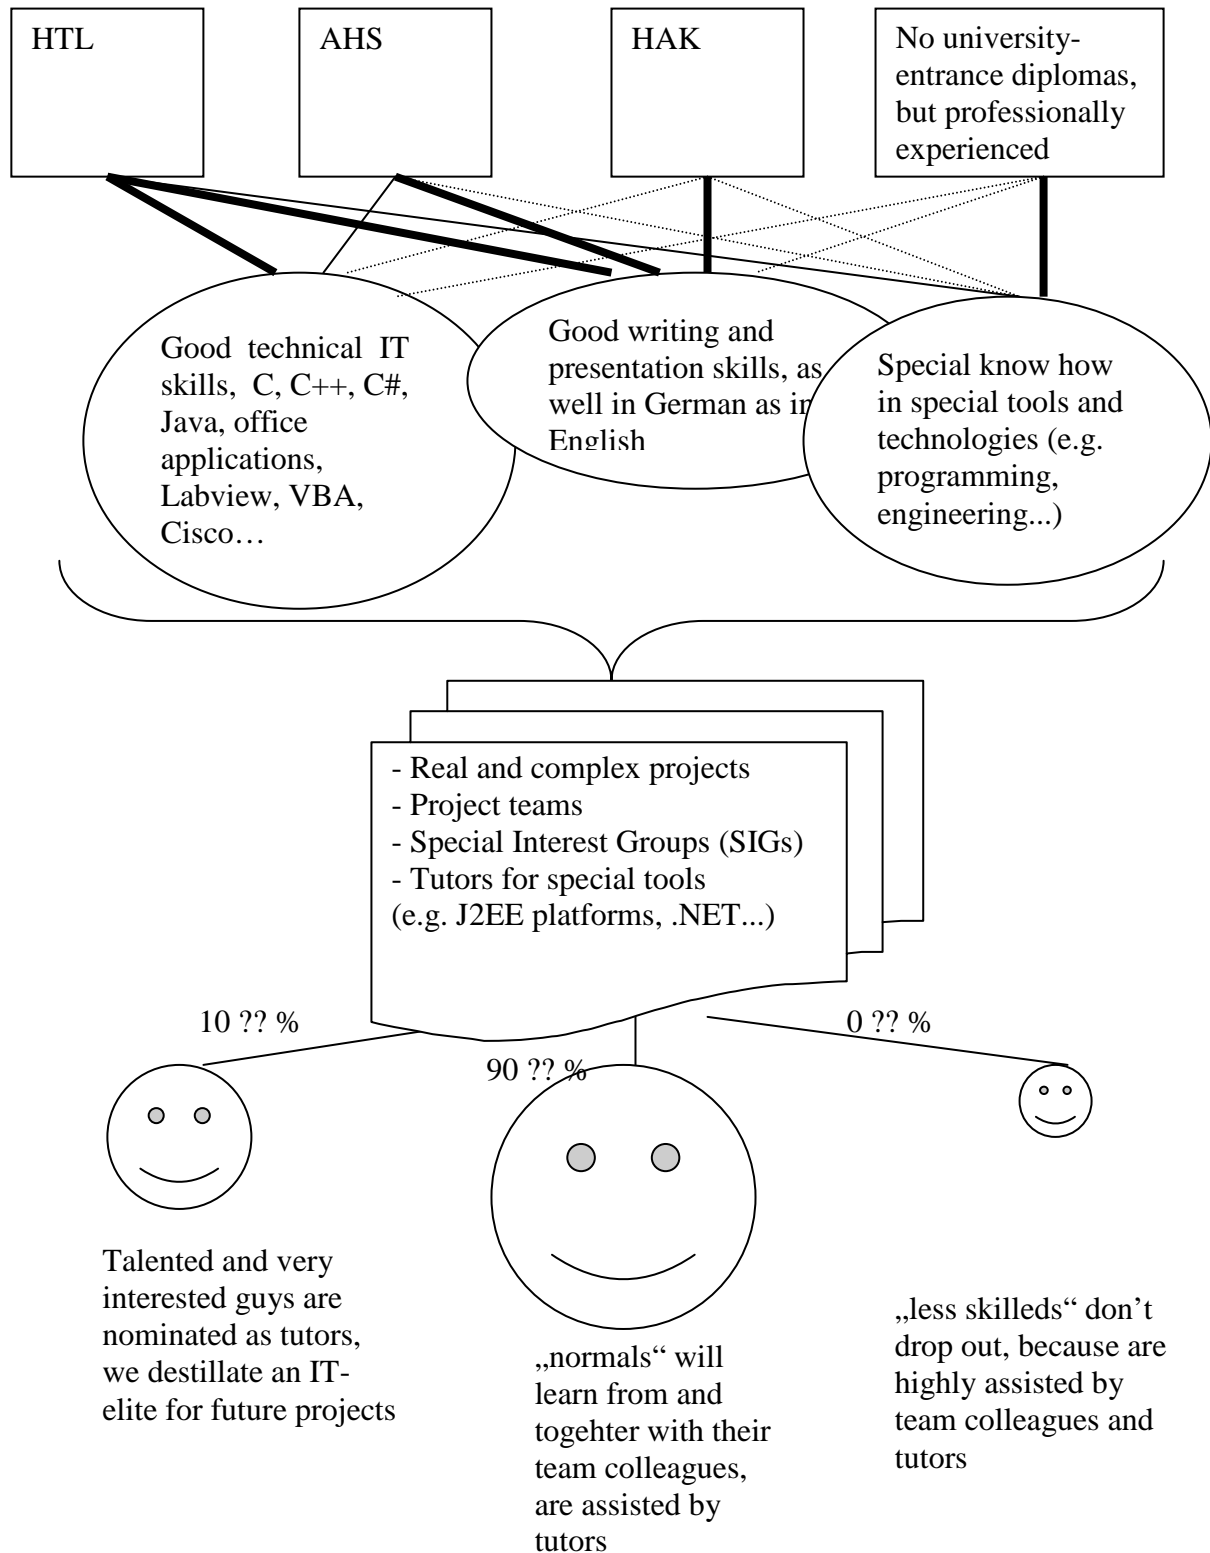 HTL
AHS
HAK
No university-
entrance diplomas,
but professionally
experienced
Good technical IT
skills, C, C++, C#,
Java, office
applications,
Labview, VBA,
Cisco…
Good writing and
presentation skills, as
well in German as in
English
Special know how
in special tools and
technologies (e.g.
programming,
engineering...)
- Real and complex projects
- Project teams
- Special Interest Groups (SIGs)
- Tutors for special tools
(e.g. J2EE platforms, .NET...)
10 ?? %
90 ?? %
0 ?? %
Talented and very
interested guys are
nominated as tutors,
we destillate an IT-
elite for future projects
„normals“ will
learn from and
togehter with their
team colleagues,
are assisted by
tutors
„less skilleds“ don’t
drop out, because are
highly assisted by
team colleagues and
tutors